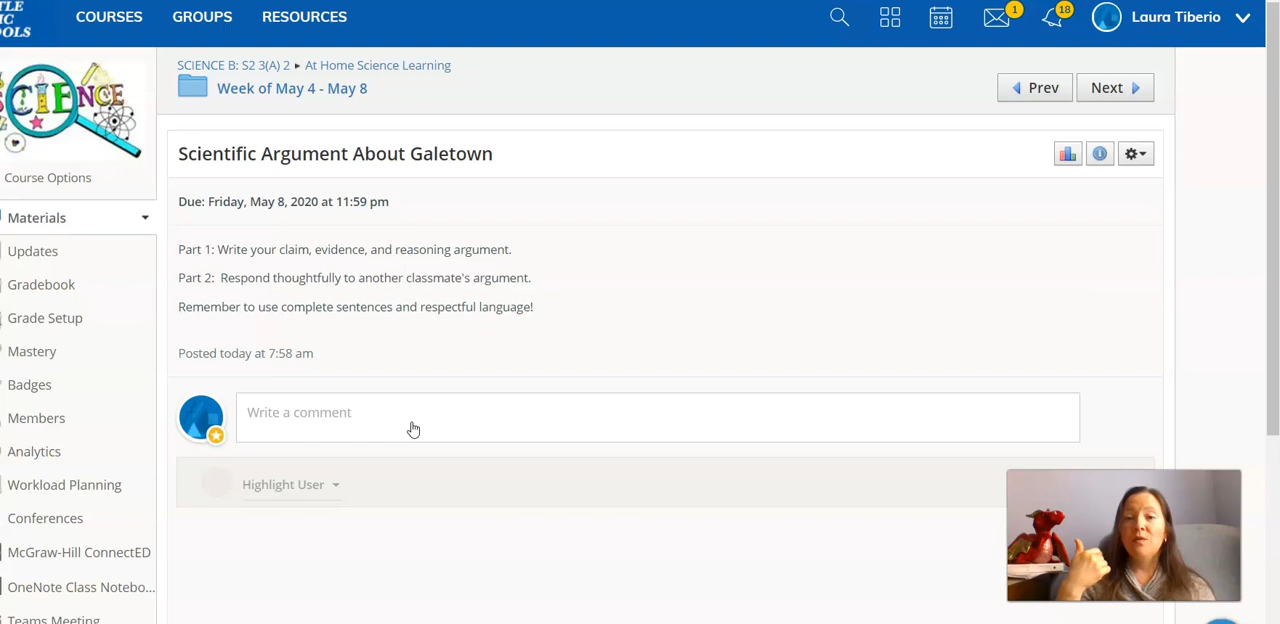 COURSES
GROUPS
RESOURCES
1
18
Laura Tiberio
SCIENCE B: S2 3(A) 2 ▸ At Home Science Learning
Week of May 4 - May 8
Prev
Next
SCIENCE
Course Options
Materials
Updates
Gradebook
Grade Setup
Mastery
Badges
Members
Analytics
Workload Planning
Conferences
McGraw-Hill ConnectED
OneNote Class Notebo...
Teams Meeting
Scientific Argument About Galetown
Due: Friday, May 8, 2020 at 11:59 pm
Part 1: Write your claim, evidence, and reasoning argument.
Part 2:  Respond thoughtfully to another classmate's argument.
Remember to use complete sentences and respectful language!
Posted today at 7:58 am
Write a comment
Highlight User